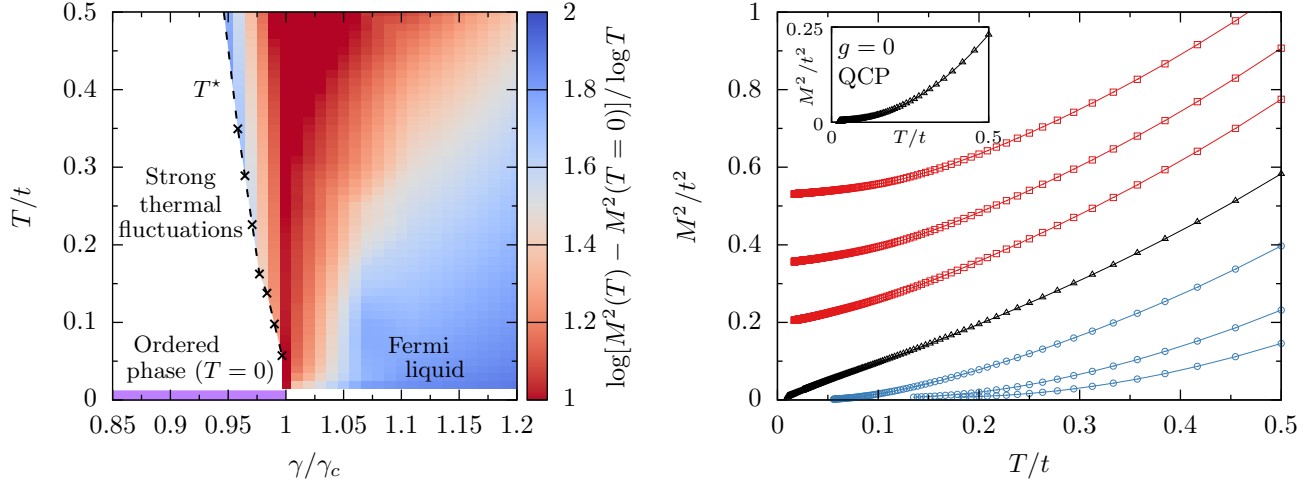 0.5
0.4
0.3
0.2
0.1
0
T/t
0.85
0.9
0.95
1
1.05
1.1
1.15
1.2
γ/γ_c
T⋆
Strong
thermal
fluctuations
Ordered
phase (T = 0)
Fermi
liquid
2
1.8
1.6
1.4
1.2
1
log[M²(T) − M²(T = 0)]/log T
1
0.8
0.6
0.4
0.2
0
M²/t²
0
0.1
0.2
0.3
0.4
0.5
T/t
0.25
0
M²/t²
g = 0
QCP
0
T/t
0.5